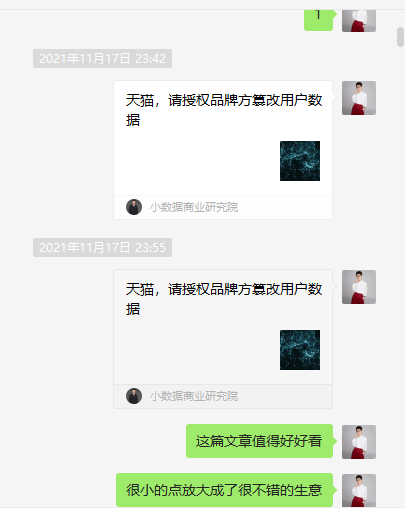 1
2021年11月17日 23:42
天猫，请授权品牌方篡改用户数
据
小数据商业研究院
2021年11月17日 23:55
天猫，请授权品牌方篡改用户数
据
小数据商业研究院
这篇文章值得好好看
很小的点放大成了很不错的生意